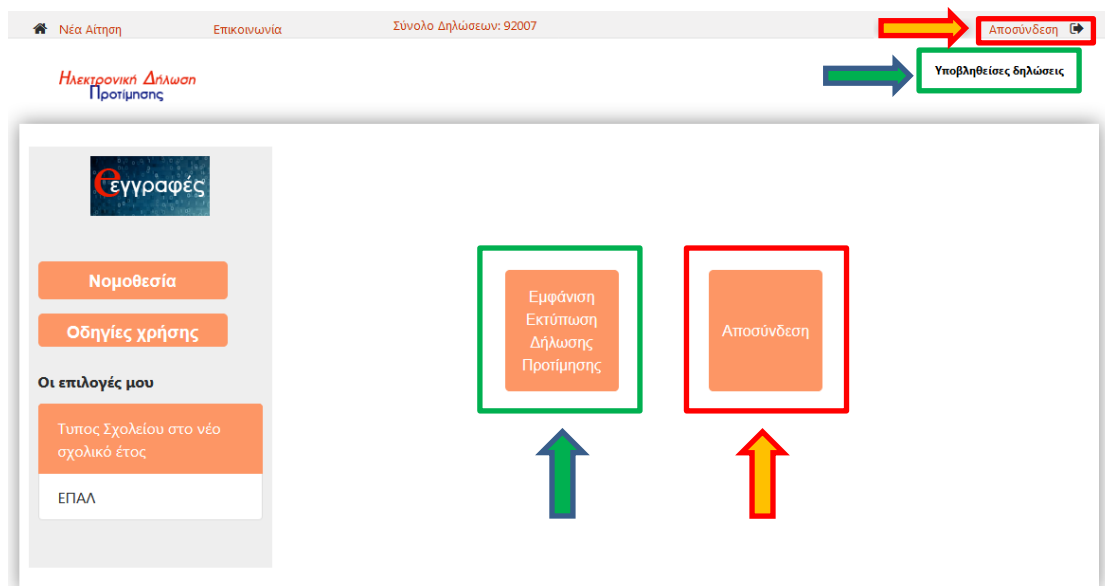 Νέα Αίτηση
Επικοινωνία
Σύνολο Δηλώσεων: 92007
Αποσύνδεση
Υποβληθείσες δηλώσεις
Ηλεκτρονική Δήλωση
Προτίμησης
eεγγραφές
Νομοθεσία
Οδηγίες χρήσης
Οι επιλογές μου
Τυπος Σχολείου στο νέο
σχολικό έτος
ΕΠΑΛ
Εμφάνιση
Εκτύπωση
Δήλωσης
Προτίμησης
Αποσύνδεση